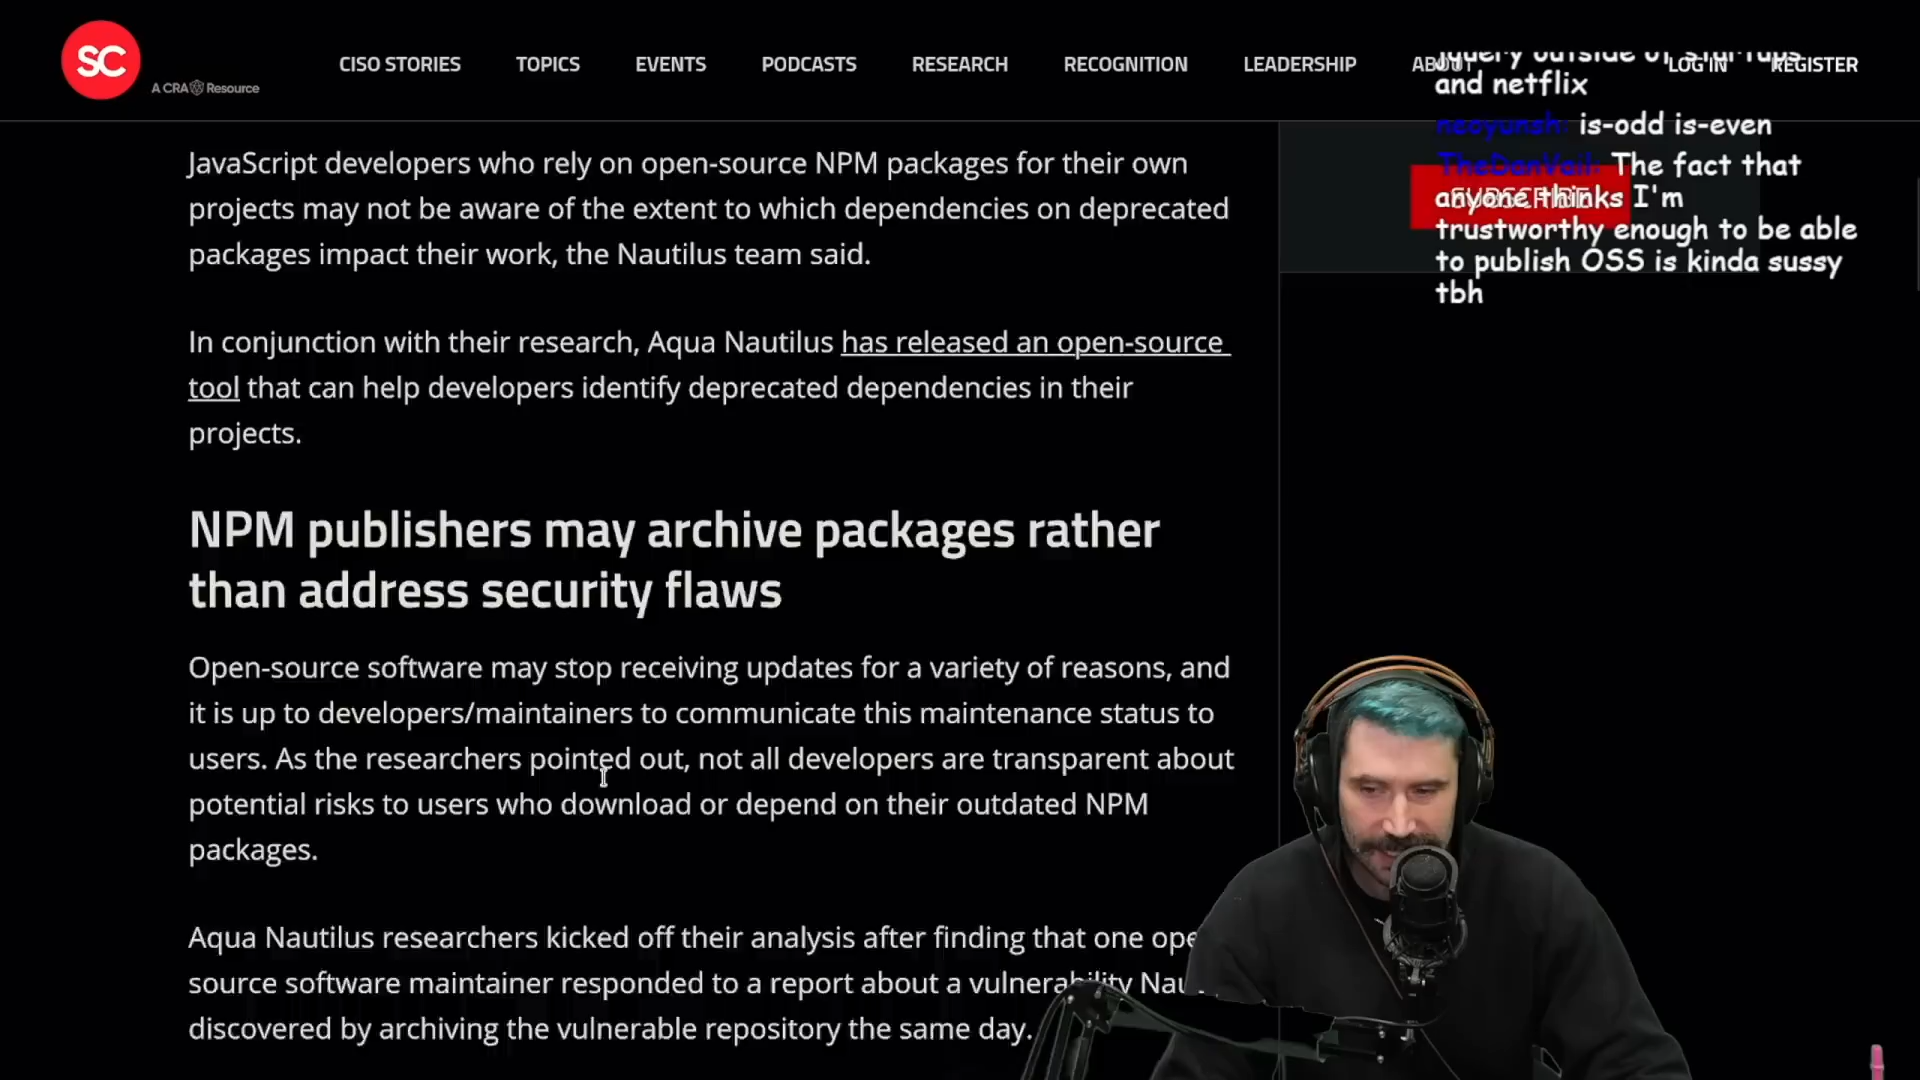 SC
A CRA Resource
CISO STORIES
TOPICS
EVENTS
PODCASTS
RESEARCH
RECOGNITION
LEADERSHIP
ABOUT
LOG IN
REGISTER
jquery outside of startups
and netflix
neoyunsh: is-odd is-even
TheDanVail: The fact that
anyone thinks I'm
trustworthy enough to be able
to publish OSS is kinda sussy
tbh
SUBSCRIBE
JavaScript developers who rely on open-source NPM packages for their own
projects may not be aware of the extent to which dependencies on deprecated
packages impact their work, the Nautilus team said.
In conjunction with their research, Aqua Nautilus has released an open-source
tool that can help developers identify deprecated dependencies in their
projects.
NPM publishers may archive packages rather
than address security flaws
Open-source software may stop receiving updates for a variety of reasons, and
it is up to developers/maintainers to communicate this maintenance status to
users. As the researchers pointed out, not all developers are transparent about
potential risks to users who download or depend on their outdated NPM
packages.
Aqua Nautilus researchers kicked off their analysis after finding that one
source software maintainer responded to a report about a vulnerability
discovered by archiving the vulnerable repository the same day.